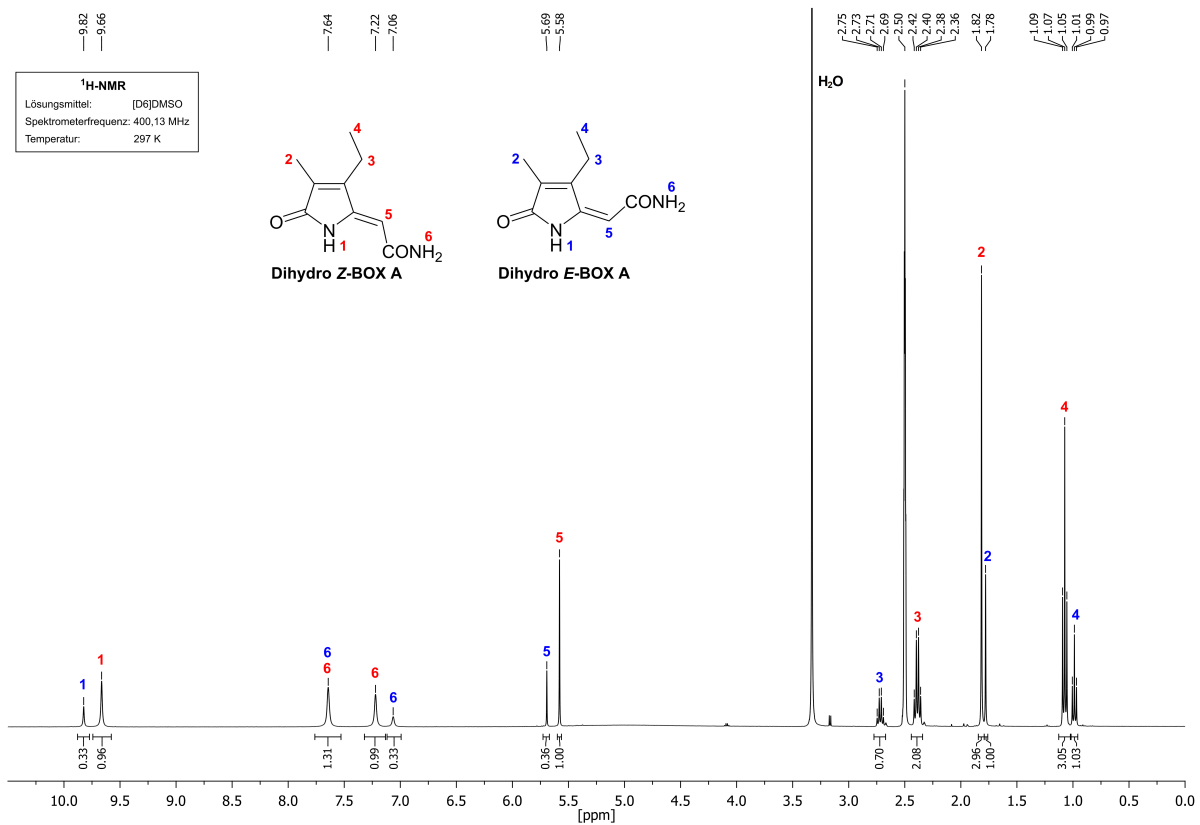 9.82 9.66 7.64 7.22 7.06 5.69 5.58 2.75 2.73 2.71 2.69 2.50 2.42 2.40 2.38 2.36 1.82 1.78 1.09 1.07 1.05 1.01 0.99 0.97
¹H-NMR
Lösungsmittel: [D6]DMSO
Spektrometerfrequenz: 400,13 MHz
Temperatur: 297 K
H₂O
4
2
3
O
N
H
1
5
6
CONH₂
Dihydro Z-BOX A
4
2
3
6
CONH₂
O
N
H
1
5
Dihydro E-BOX A
1
1
6
6
6
6
5
5
3
3
2
2
4
4
0.33 0.96 1.31 0.99 0.33 0.36 1.00 0.70 2.08 2.96 1.00 3.05 1.03
10.0 9.5 9.0 8.5 8.0 7.5 7.0 6.5 6.0 5.5 5.0 4.5 4.0 3.5 3.0 2.5 2.0 1.5 1.0 0.5 0.0
[ppm]